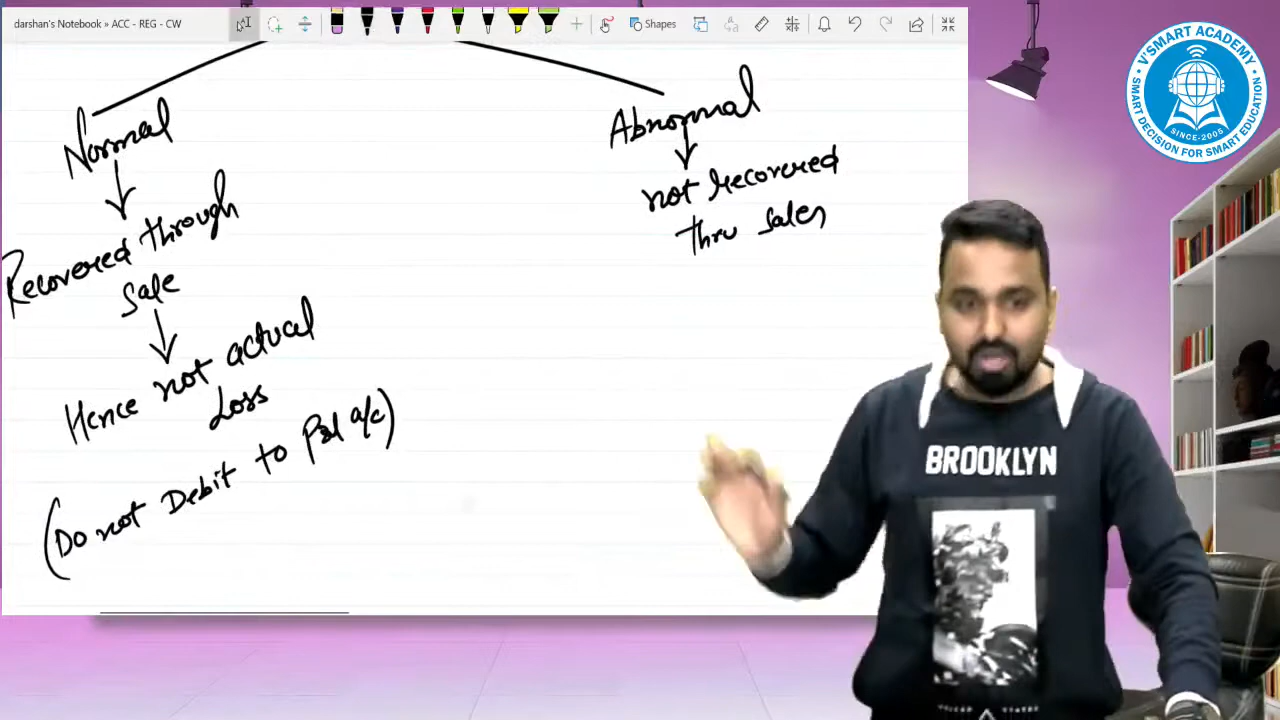 darshan's Notebook » ACC - REG - CW
Shapes
V'SMART ACADEMY
SINCE-2005
SMART DECISION FOR SMART EDUCATION
Normal
Abnormal
Recovered through
Sale
not recovered
thru sales
Hence not actual
Loss
(Do not Debit to P&l a/c)
BROOKLYN